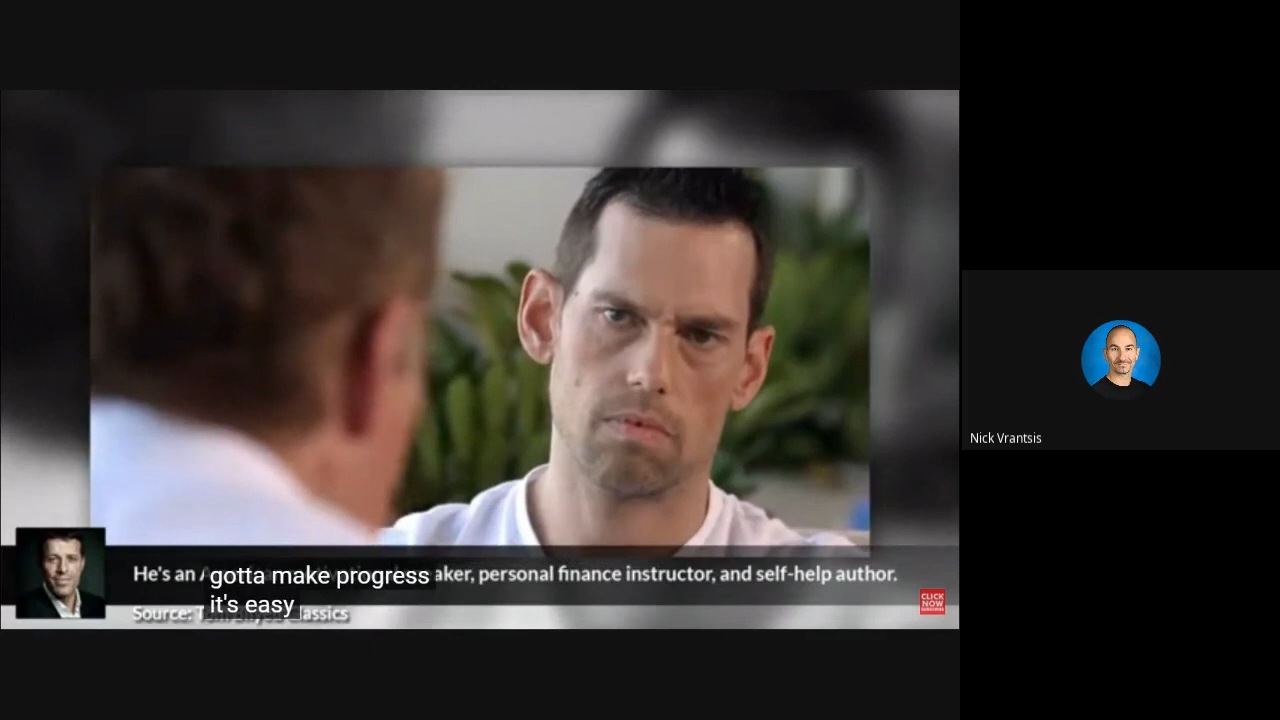 He's an
gotta make progress
aker, personal finance instructor, and self-help author.
it's easy
Source:
lassics
CLICK
NOW
SUBSCRIBE
Nick Vrantsis